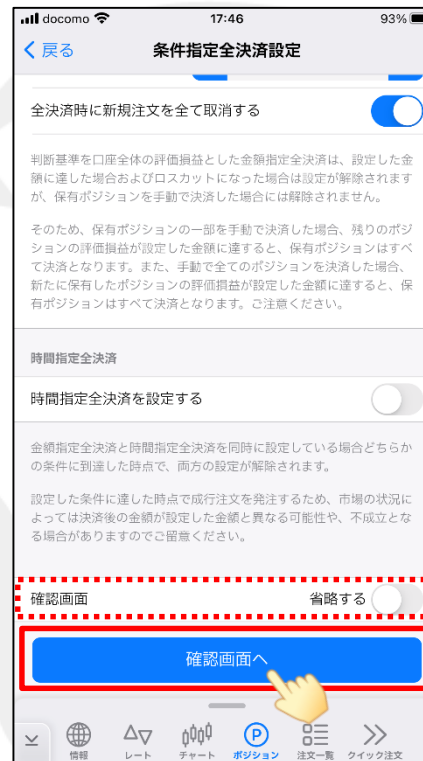 docomo 17:46 93%
戻る 条件指定全決済設定
全決済時に新規注文を全て取消する
判断基準を口座全体の評価損益とした金額指定全決済は、設定した金
額に達した場合およびロスカットになった場合は設定が解除されます
が、保有ポジションを手動で決済した場合には解除されません。
そのため、保有ポジションの一部を手動で決済した場合、残りのポジ
ションの評価損益が設定した金額に達すると、保有ポジションはすべ
て決済となります。また、手動で全てのポジションを決済した場合、
新たに保有したポジションの評価損益が設定した金額に達すると、保
有ポジションはすべて決済となります。ご注意ください。
時間指定全決済
時間指定全決済を設定する
金額指定全決済と時間指定全決済を同時に設定している場合どちらか
の条件に到達した時点で、両方の設定が解除されます。
設定した条件に達した時点で成行注文を発注するため、市場の状況に
よっては決済後の金額が設定した金額と異なる可能性や、不成立とな
る場合がありますのでご留意ください。
確認画面 省略する
確認画面へ
情報 レート チャート P ポジション 注文一覧 クイック注文